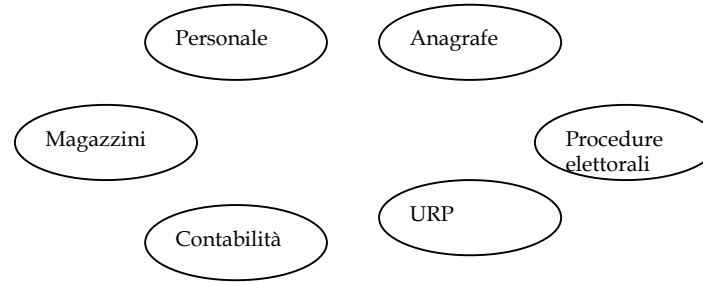 Personale
Anagrafe
Magazzini
Procedure
elettorali
URP
Contabilità